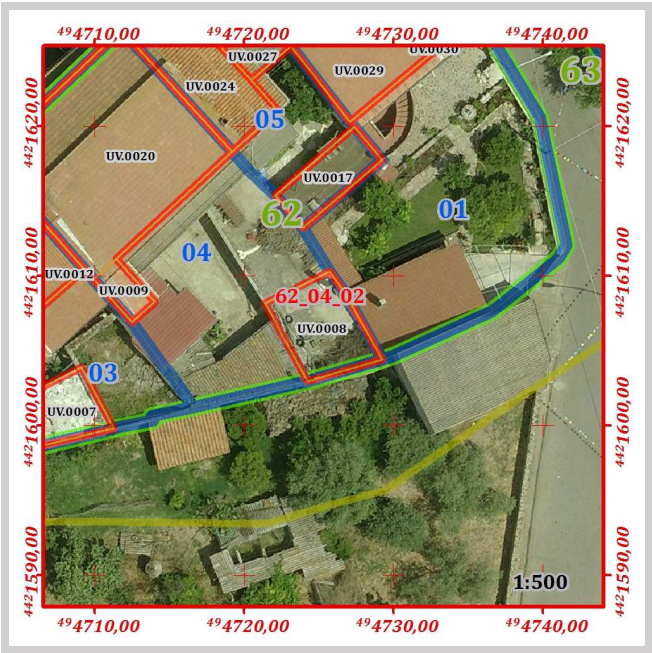 ⁴⁹4710,00 ⁴⁹4720,00 ⁴⁹4730,00 ⁴⁹4740,00
UV.0030
UV.0027
UV.0029
63
UV.0024
⁴⁴²1620,00
05
⁴⁴²1620,00
UV.0020
UV.0017
62
01
04
⁴⁴²1610,00
UV.0012
UV.0009
62_04_02
⁴⁴²1610,00
UV.0008
03
UV.0007
⁴⁴²1600,00
⁴⁴²1600,00
⁴⁴²1590,00
1:500
⁴⁴²1590,00
⁴⁹4710,00 ⁴⁹4720,00 ⁴⁹4730,00 ⁴⁹4740,00